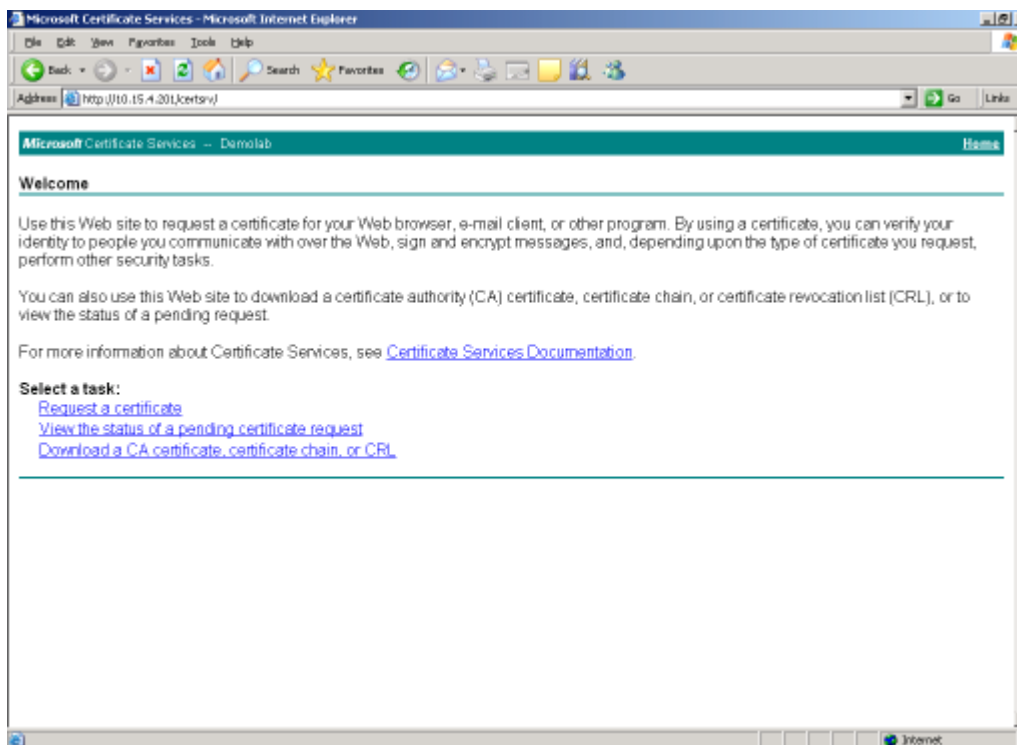 Microsoft Certificate Services - Microsoft Internet Explorer
File Edit View Favorites Tools Help
Back Search Favorites
Address http://10.15.4.201/certsrv/ Go Links
Microsoft Certificate Services -- Demolab Home
Welcome
Use this Web site to request a certificate for your Web browser, e-mail client, or other program. By using a certificate, you can verify your
identity to people you communicate with over the Web, sign and encrypt messages, and, depending upon the type of certificate you request,
perform other security tasks.
You can also use this Web site to download a certificate authority (CA) certificate, certificate chain, or certificate revocation list (CRL), or to
view the status of a pending request.
For more information about Certificate Services, see Certificate Services Documentation.
Select a task:
Request a certificate
View the status of a pending certificate request
Download a CA certificate, certificate chain, or CRL
Internet